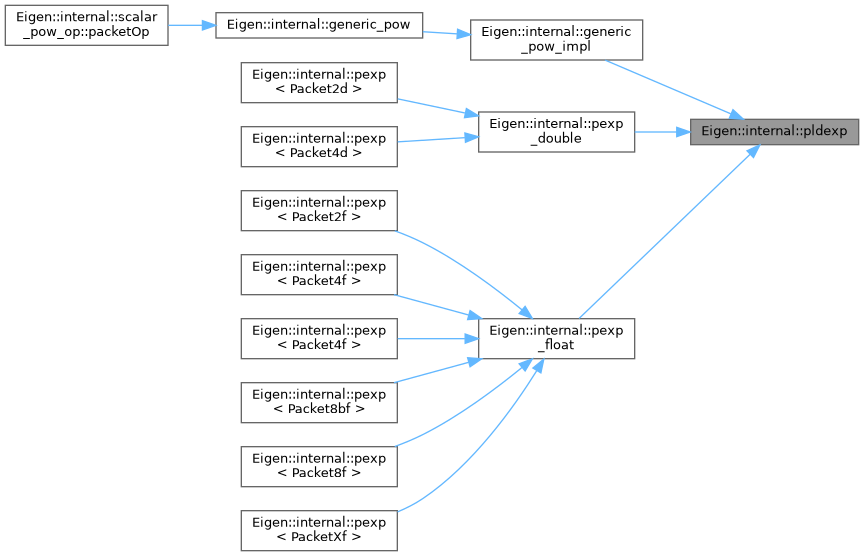 Eigen::internal::scalar
_pow_op::packetOp
Eigen::internal::generic_pow
Eigen::internal::generic
_pow_impl
Eigen::internal::pexp
< Packet2d >
Eigen::internal::pexp
_double
Eigen::internal::pldexp
Eigen::internal::pexp
< Packet4d >
Eigen::internal::pexp
< Packet2f >
Eigen::internal::pexp
< Packet4f >
Eigen::internal::pexp
< Packet4f >
Eigen::internal::pexp
_float
Eigen::internal::pexp
< Packet8bf >
Eigen::internal::pexp
< Packet8f >
Eigen::internal::pexp
< PacketXf >